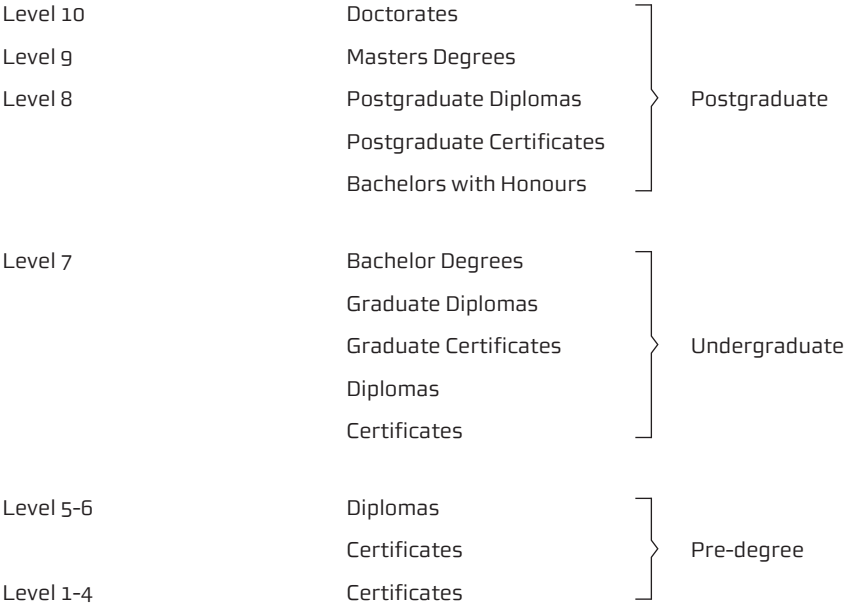 Level 10 Doctorates
Level 9 Masters Degrees
Level 8 Postgraduate Diplomas Postgraduate
Postgraduate Certificates
Bachelors with Honours
Level 7 Bachelor Degrees
Graduate Diplomas
Graduate Certificates Undergraduate
Diplomas
Certificates
Level 5-6 Diplomas
Certificates Pre-degree
Level 1-4 Certificates